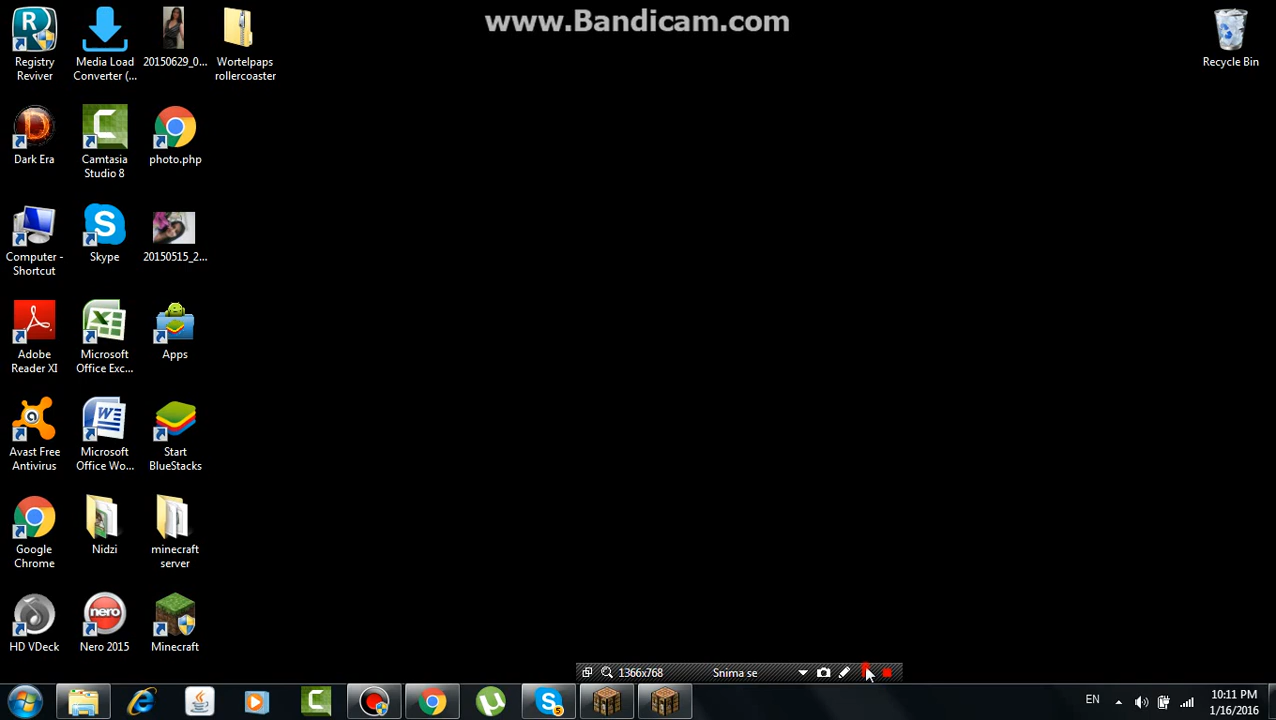 www.Bandicam.com
Registry
Reviver
Media Load
Converter (...
20150629_0...
Wortelpaps
rollercoaster
Recycle Bin
Dark Era
Camtasia
Studio 8
photo.php
Computer -
Shortcut
Skype
20150515_2...
Adobe
Reader XI
Microsoft
Office Exc...
Apps
Avast Free
Antivirus
Microsoft
Office Wo...
Start
BlueStacks
Google
Chrome
Nidzi
minecraft
server
HD VDeck
nero
Nero 2015
Minecraft
1366x768
Snima se
5
EN
10:11 PM
1/16/2016